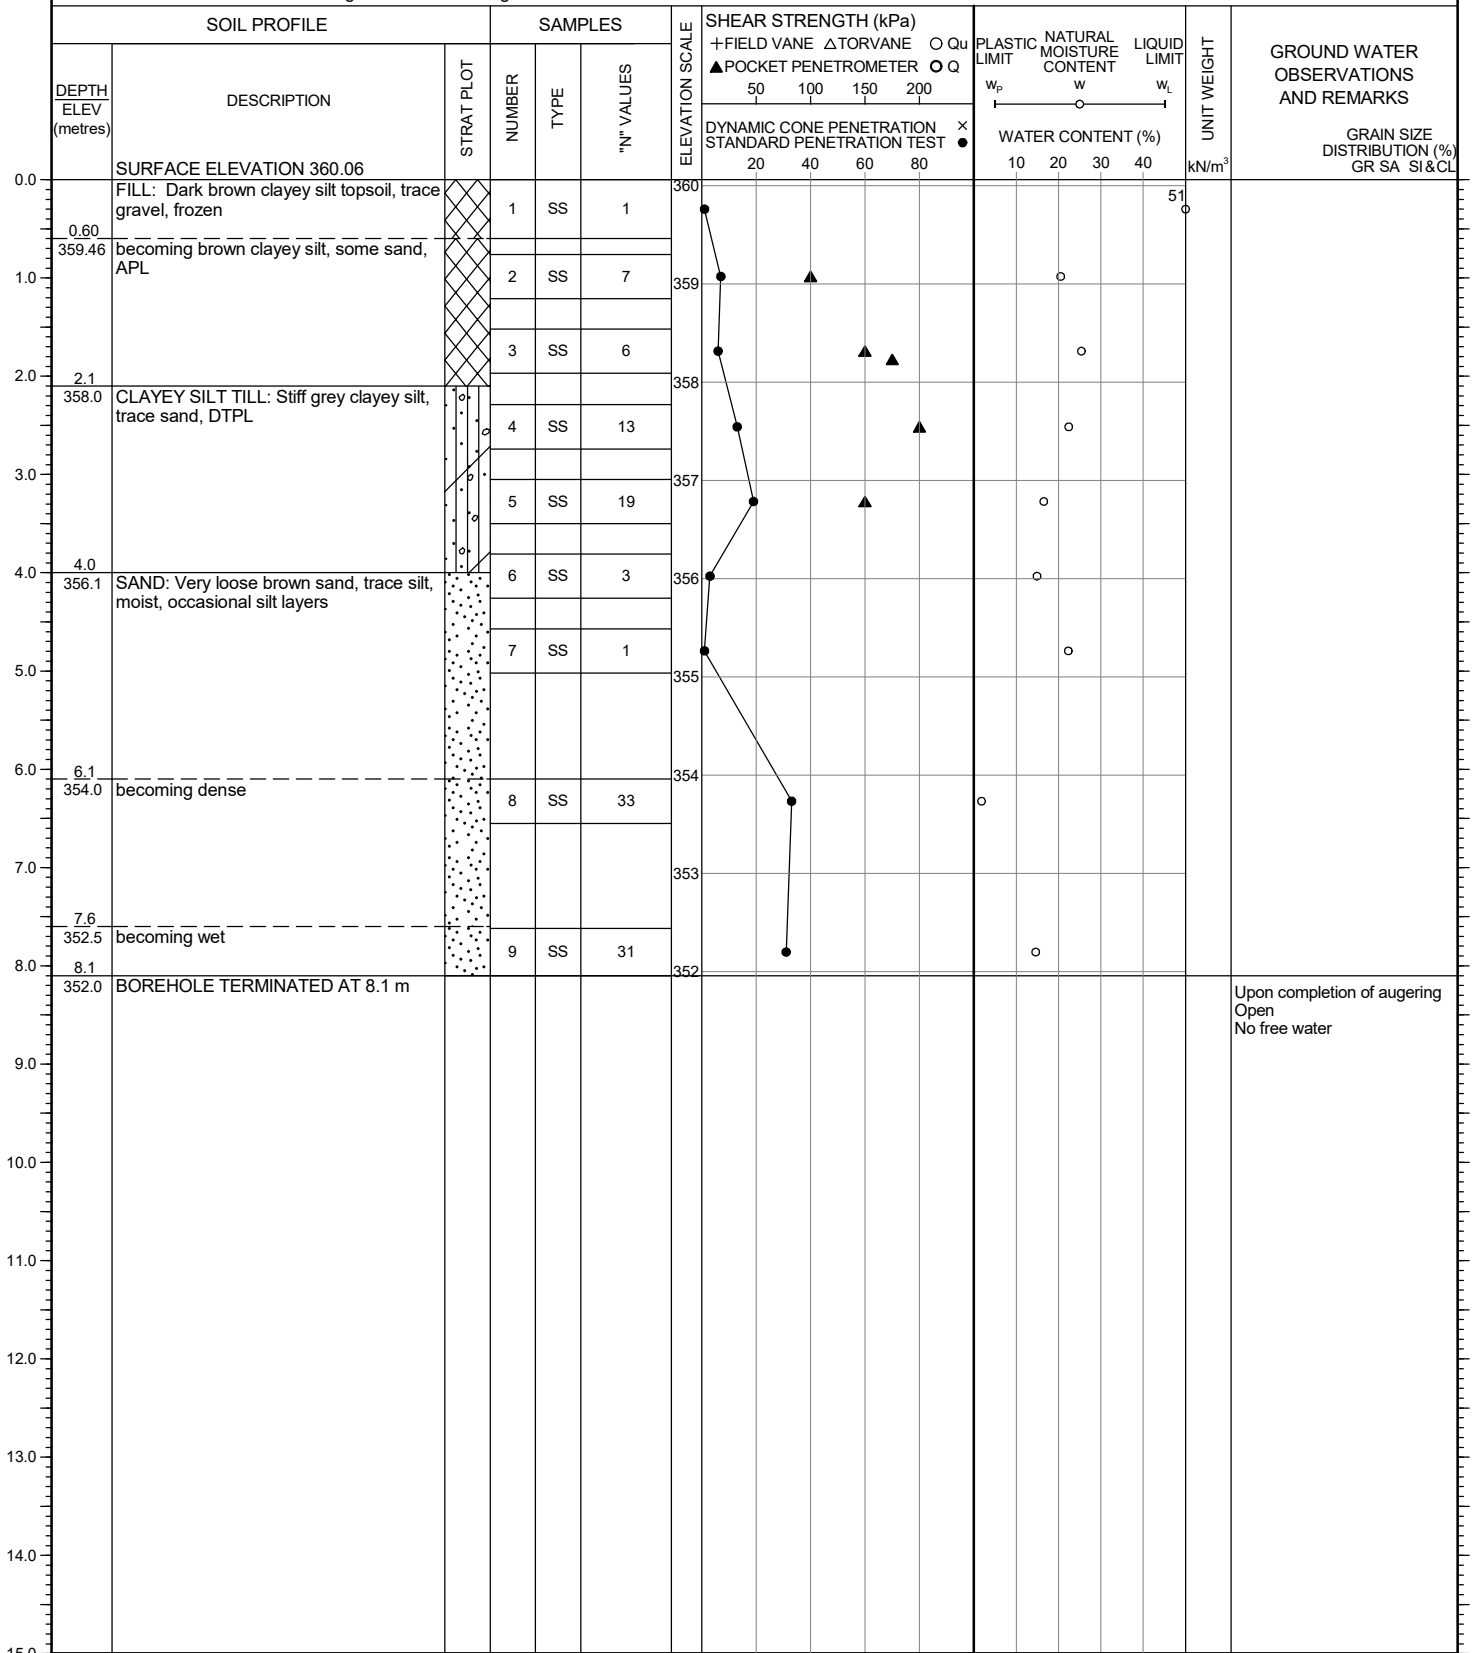 SOIL PROFILE
SAMPLES
ELEVATION SCALE
SHEAR STRENGTH (kPa)
+FIELD VANE △TORVANE ○ Qu
▲POCKET PENETROMETER O Q
50 100 150 200
DYNAMIC CONE PENETRATION ×
STANDARD PENETRATION TEST ●
20 40 60 80
PLASTIC LIMIT
NATURAL MOISTURE CONTENT
LIQUID LIMIT
wP w wL
WATER CONTENT (%)
10 20 30 40
UNIT WEIGHT
kN/m³
GROUND WATER
OBSERVATIONS
AND REMARKS
GRAIN SIZE
DISTRIBUTION (%)
GR SA SI&CL
DEPTH
ELEV
(metres)
DESCRIPTION
STRAT PLOT
NUMBER
TYPE
"N" VALUES
SURFACE ELEVATION 360.06
0.0
FILL: Dark brown clayey silt topsoil, trace
gravel, frozen
1 SS 1
360
51
0.60
359.46 becoming brown clayey silt, some sand,
APL
1.0
2 SS 7
359
3 SS 6
2.0
2.1
358
358.0 CLAYEY SILT TILL: Stiff grey clayey silt,
trace sand, DTPL
4 SS 13
3.0
357
5 SS 19
4.0
4.0
6 SS 3
356
356.1 SAND: Very loose brown sand, trace silt,
moist, occasional silt layers
7 SS 1
5.0
355
6.0
6.1
354
354.0 becoming dense
8 SS 33
7.0
353
7.6
352.5 becoming wet
9 SS 31
8.0
8.1
352
352.0 BOREHOLE TERMINATED AT 8.1 m
Upon completion of augering
Open
No free water
9.0
10.0
11.0
12.0
13.0
14.0